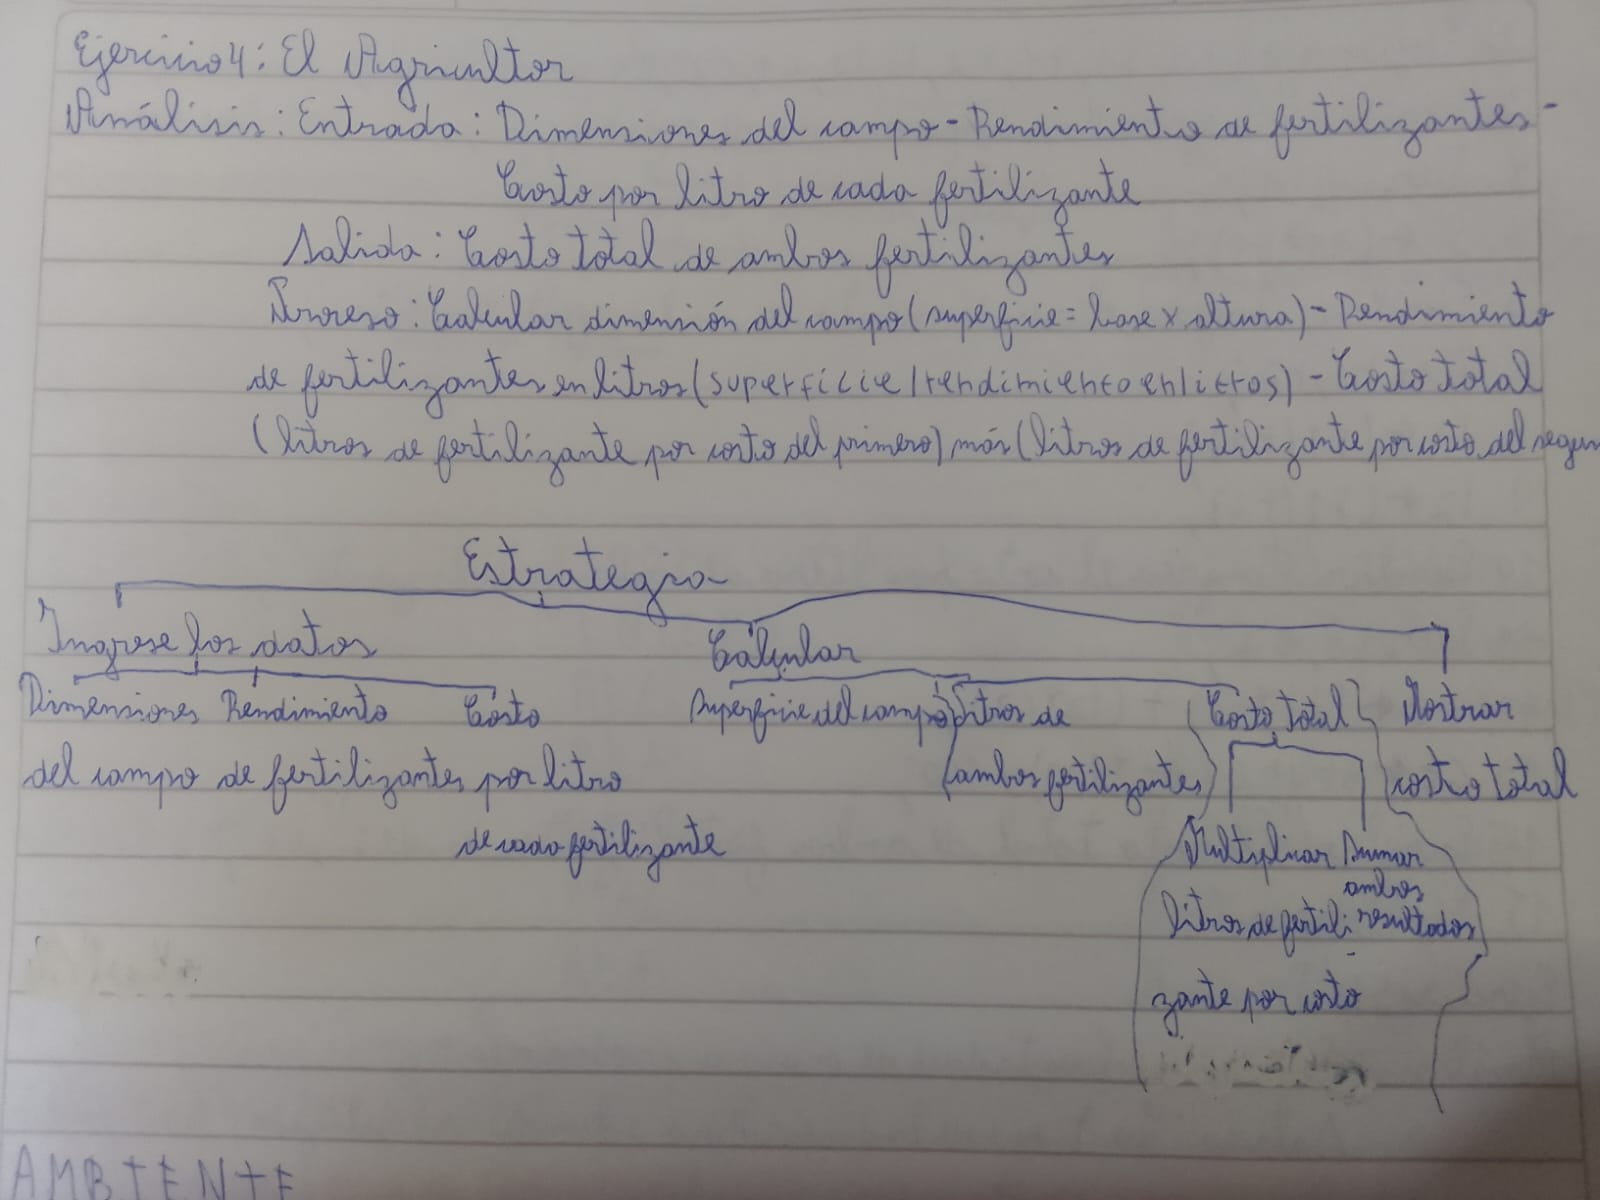 Ejercicio 4: El Agricultor
Análisis: Entrada: Dimensiones del campo - Rendimiento de fertilizantes -
Costo por litro de cada fertilizante
Salida: Costo total de ambos fertilizantes
Proceso: Calcular dimensión del campo (superficie = base x altura) - Rendimiento
de fertilizantes en litros (superficie/rendimiento en litros) - Costo total
(litros de fertilizante por costo del primero) más (litros de fertilizante por costo del segun
Estrategia
Ingrese los datos Calcular
Dimensiones Rendimiento Costo Superficie del campo Litros de Costo total Mostrar
del campo de fertilizantes por litro ambos fertilizantes costo total
de cada fertilizante Multiplicar Sumar
ambos
litros de fertili- resultados
zante por costo
AMBIENTE